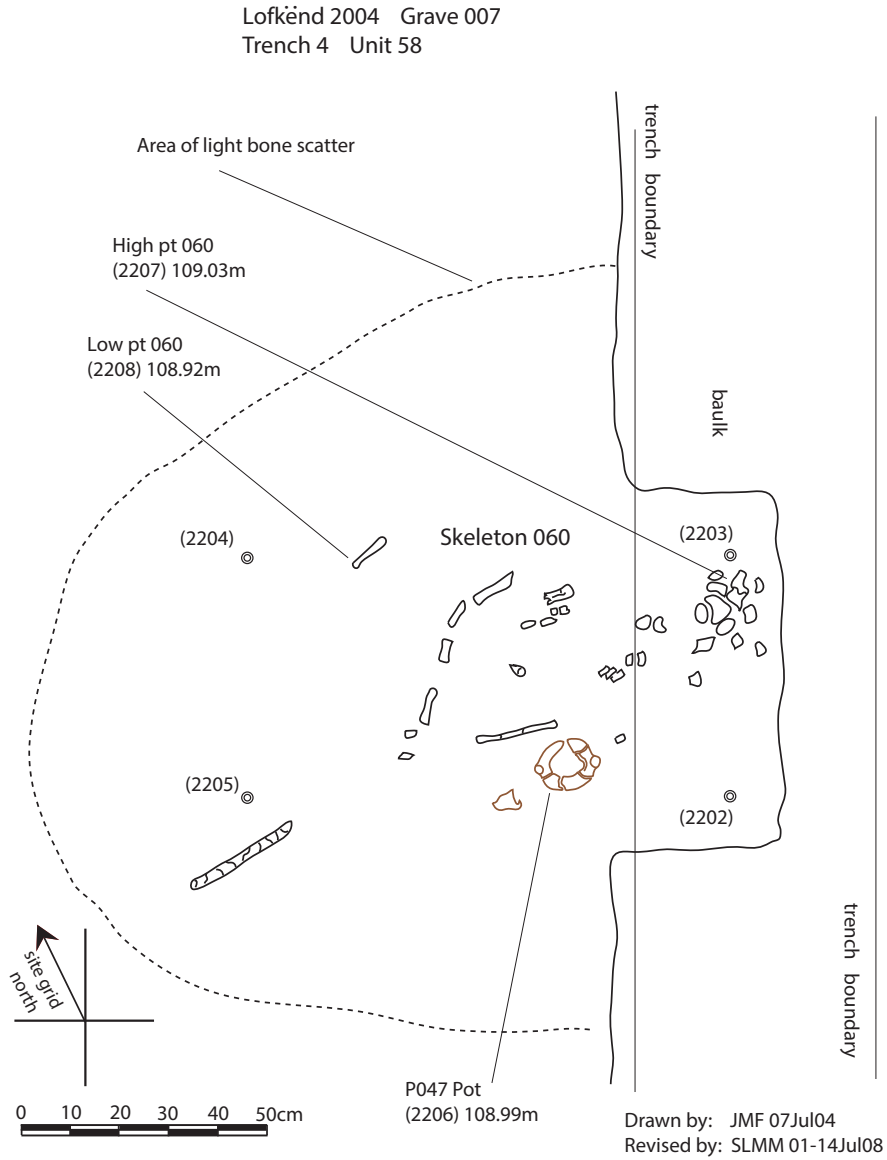 Lofkënd 2004 Grave 007
Trench 4 Unit 58
trench boundary
Area of light bone scatter
High pt 060
(2207) 109.03m
Low pt 060
(2208) 108.92m
baulk
(2204)
Skeleton 060
(2203)
(2205)
(2202)
site grid
north
trench boundary
P047 Pot
(2206) 108.99m
0 10 20 30 40 50cm
Drawn by: JMF 07Jul04
Revised by: SLMM 01-14Jul08